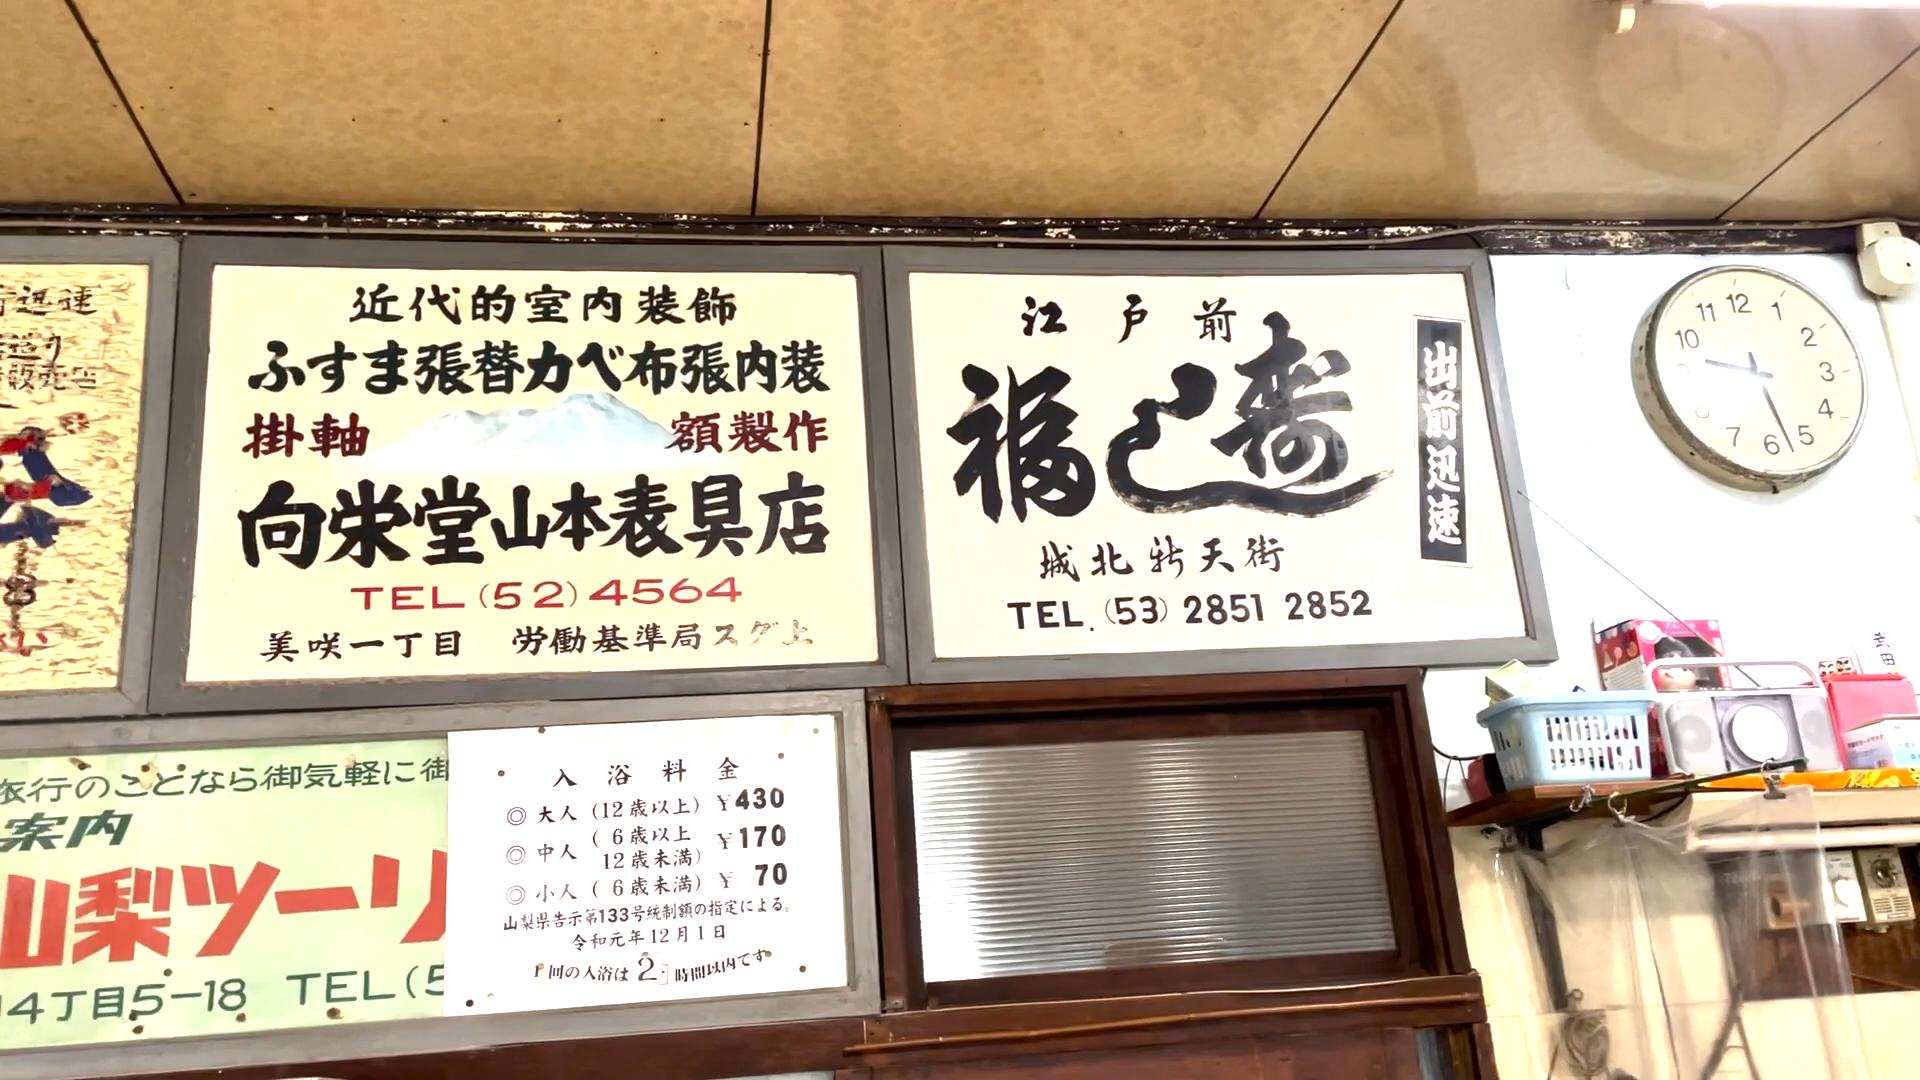 迅速
近代的室内装飾
ふすま張替カベ布張内装
掛軸 額製作
向栄堂山本表具店
TEL(52)4564
美咲一丁目 労働基準局スグ上
江戸前
福寿し
出前迅速
城北新天街
TEL.(53)2851 2852
12
1
2
3
4
5
6
7
8
9
10
11
旅行のことなら御気軽に御
案内
山梨ツーリ
4丁目5-18 TEL(5
入浴料金
◎大人(12歳以上)¥430
◎中人(6歳以上12歳未満)¥170
◎小人(6歳未満)¥70
山梨県告示第133号統制額の指定による。
令和元年12月1日
1回の入浴は2時間以内です
武田